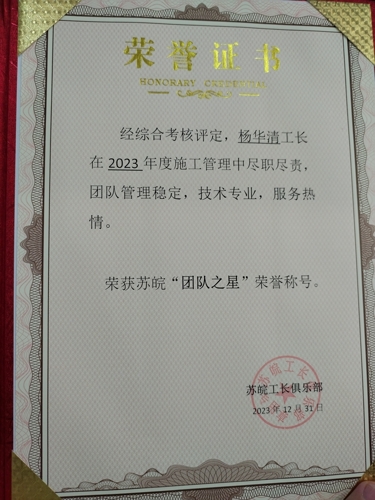 荣誉证书
HONORARY CREDENTIAL
经综合考核评定，杨华清工长
在 2023 年度施工管理中尽职尽责，
团队管理稳定，技术专业，服务热
情。
荣获苏皖“团队之星”荣誉称号。
苏皖工长俱乐部
2023 年 12 月 31 日